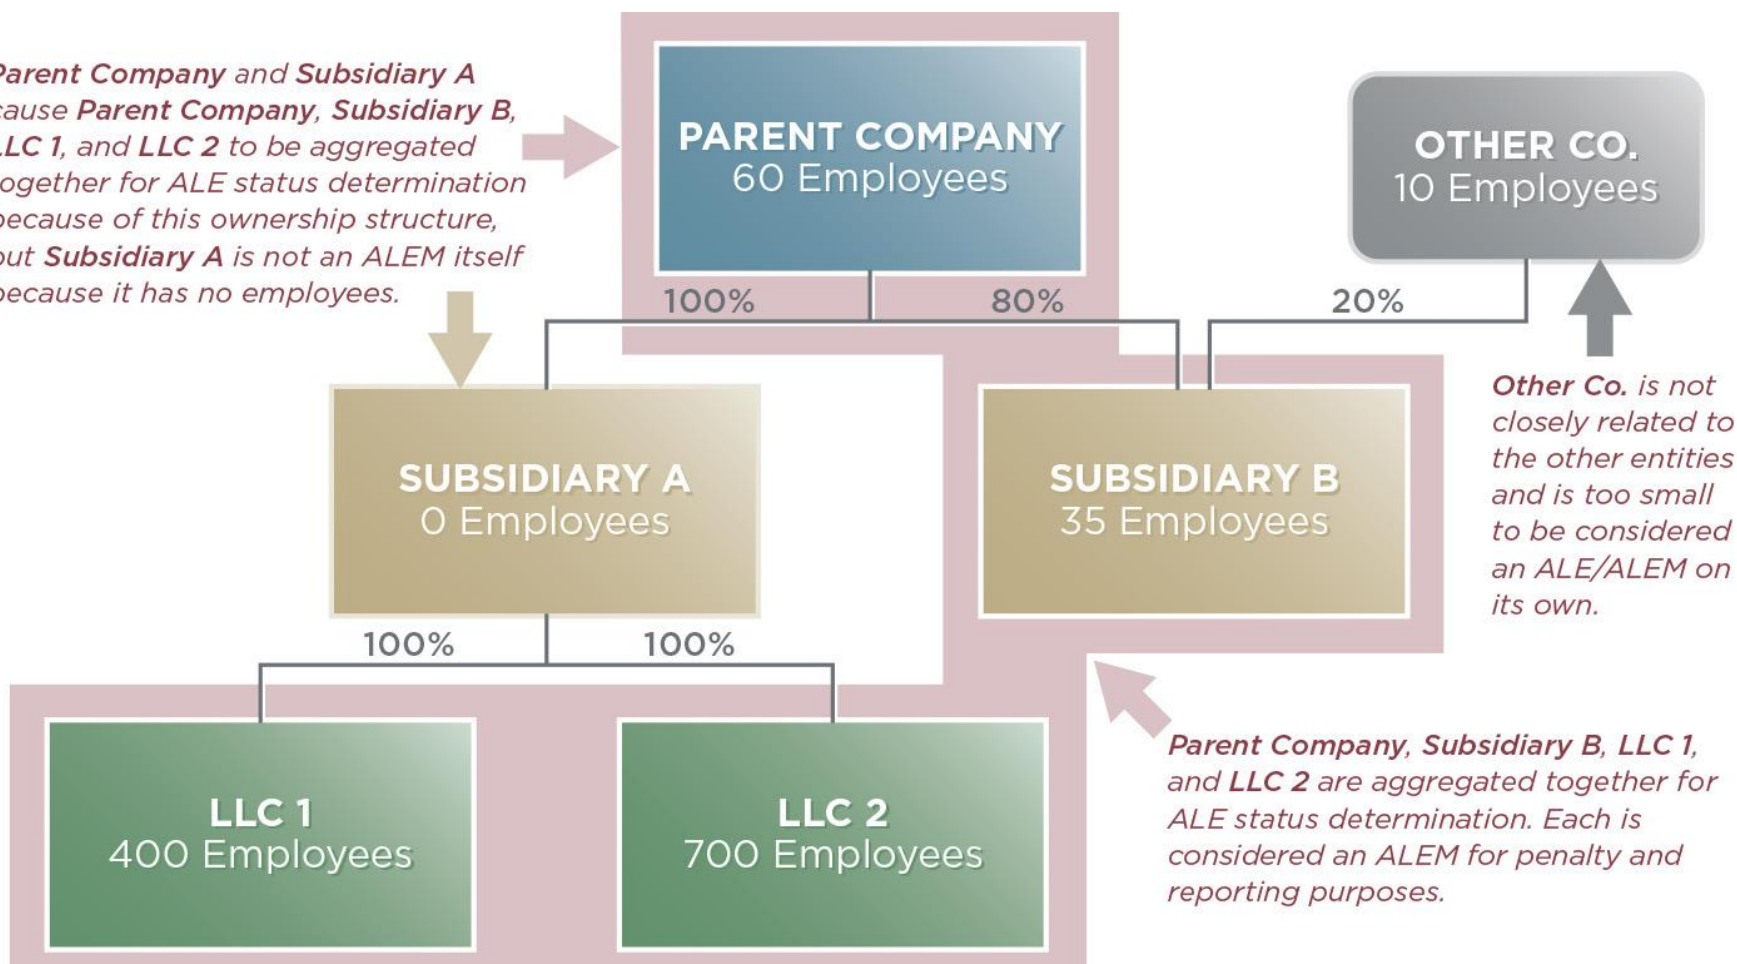 Parent Company and Subsidiary A
cause Parent Company, Subsidiary B,
LLC 1, and LLC 2 to be aggregated
together for ALE status determination
because of this ownership structure,
but Subsidiary A is not an ALEM itself
because it has no employees.
PARENT COMPANY
60 Employees
OTHER CO.
10 Employees
100%
80%
20%
SUBSIDIARY A
0 Employees
SUBSIDIARY B
35 Employees
Other Co. is not
closely related to
the other entities
and is too small
to be considered
an ALE/ALEM on
its own.
100%
100%
LLC 1
400 Employees
LLC 2
700 Employees
Parent Company, Subsidiary B, LLC 1,
and LLC 2 are aggregated together for
ALE status determination. Each is
considered an ALEM for penalty and
reporting purposes.